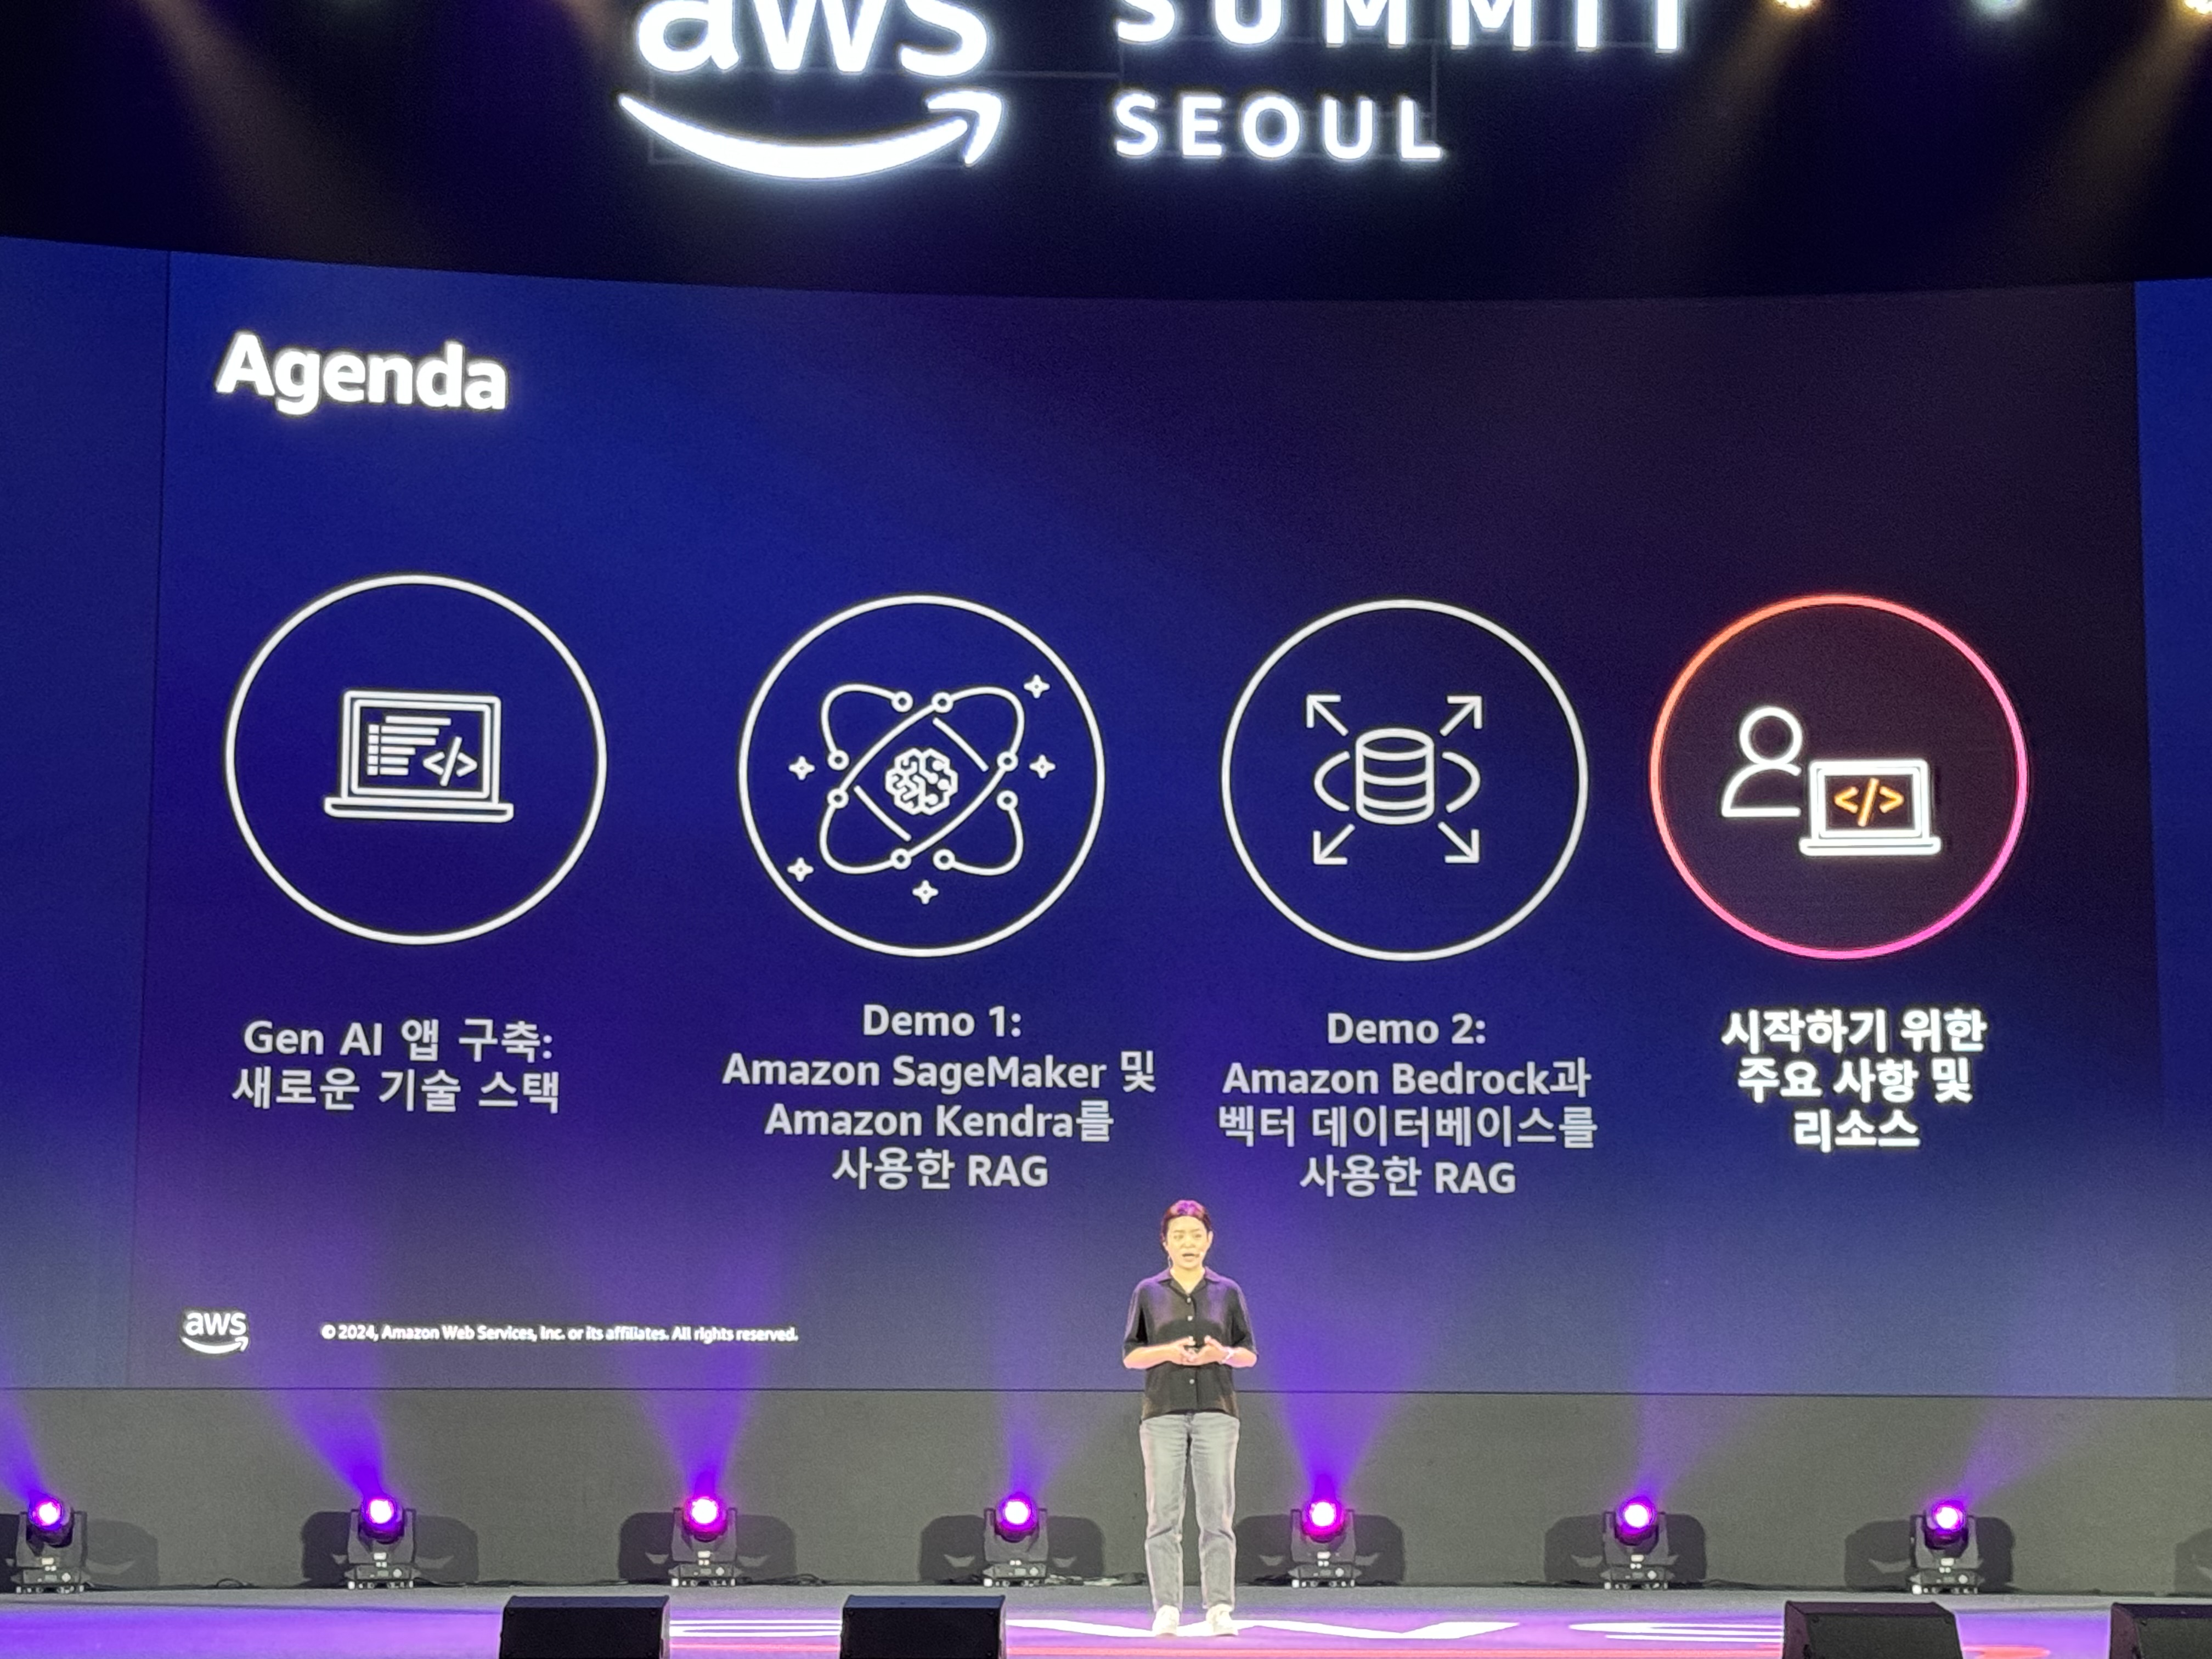 aws
SUMMIT
SEOUL
Agenda
Gen AI 앱 구축:
새로운 기술 스택
Demo 1:
Amazon SageMaker 및
Amazon Kendra를
사용한 RAG
Demo 2:
Amazon Bedrock과
벡터 데이터베이스를
사용한 RAG
시작하기 위한
주요 사항 및
리소스
aws
© 2024, Amazon Web Services, Inc. or its affiliates. All rights reserved.